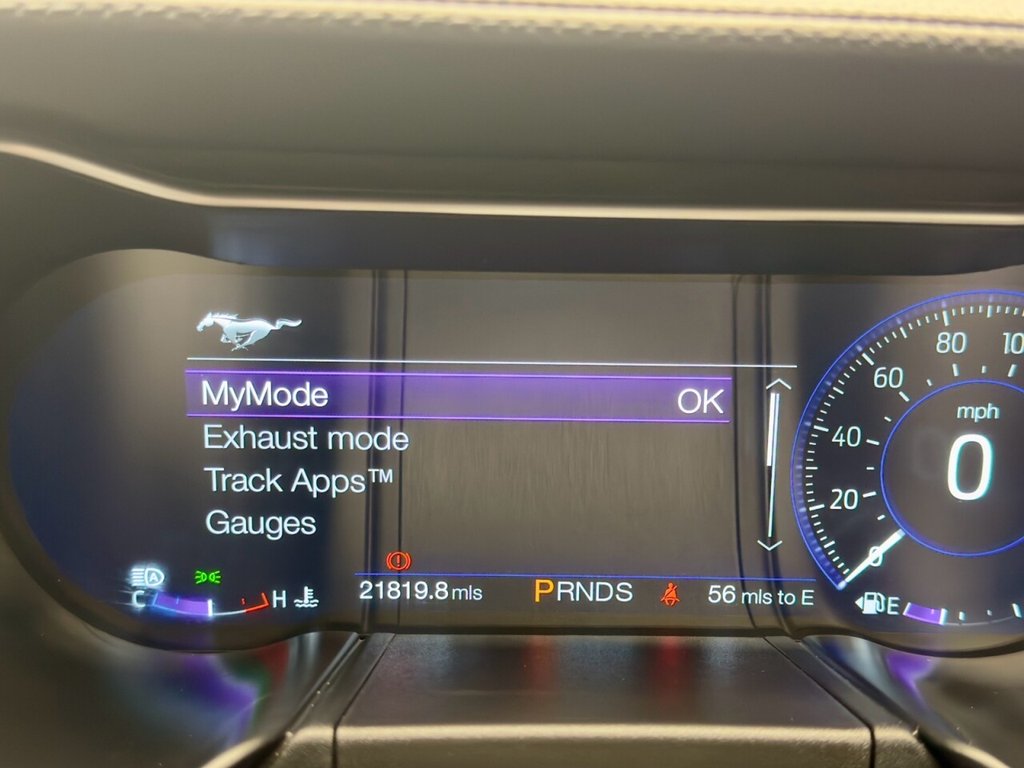 MyMode OK
Exhaust mode
Track Apps™
Gauges
C H
21819.8 mls PRNDS 56 mls to E
E
0 20 40 60 80
mph
0